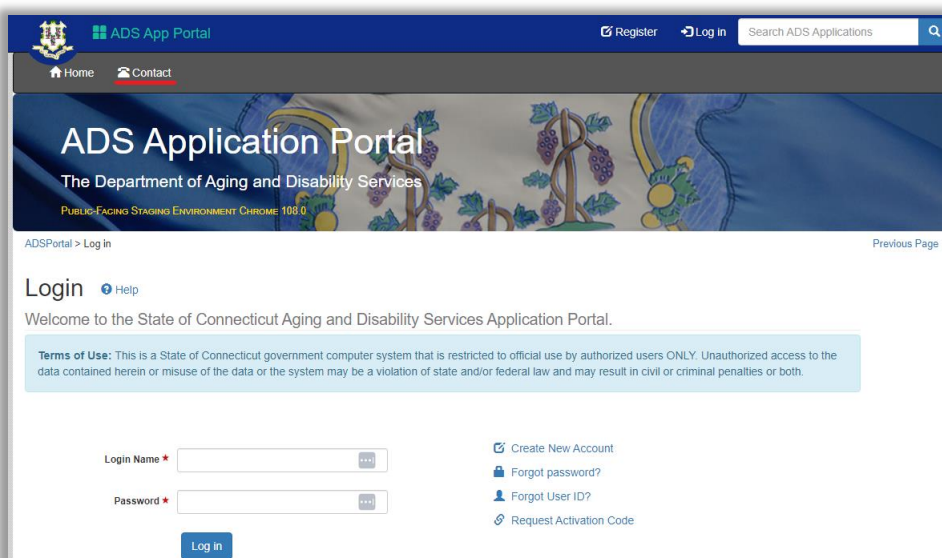 ADS App Portal
Register Log in Search ADS Applications
Home Contact
ADS Application Portal
The Department of Aging and Disability Services
PUBLIC-FACING STAGING ENVIRONMENT CHROME 108.0
ADSPortal > Log in
Previous Page
Login Help
Welcome to the State of Connecticut Aging and Disability Services Application Portal.
Terms of Use: This is a State of Connecticut government computer system that is restricted to official use by authorized users ONLY. Unauthorized access to the
data contained herein or misuse of the data or the system may be a violation of state and/or federal law and may result in civil or criminal penalties or both.
Login Name *
Password *
Log in
Create New Account
Forgot password?
Forgot User ID?
Request Activation Code